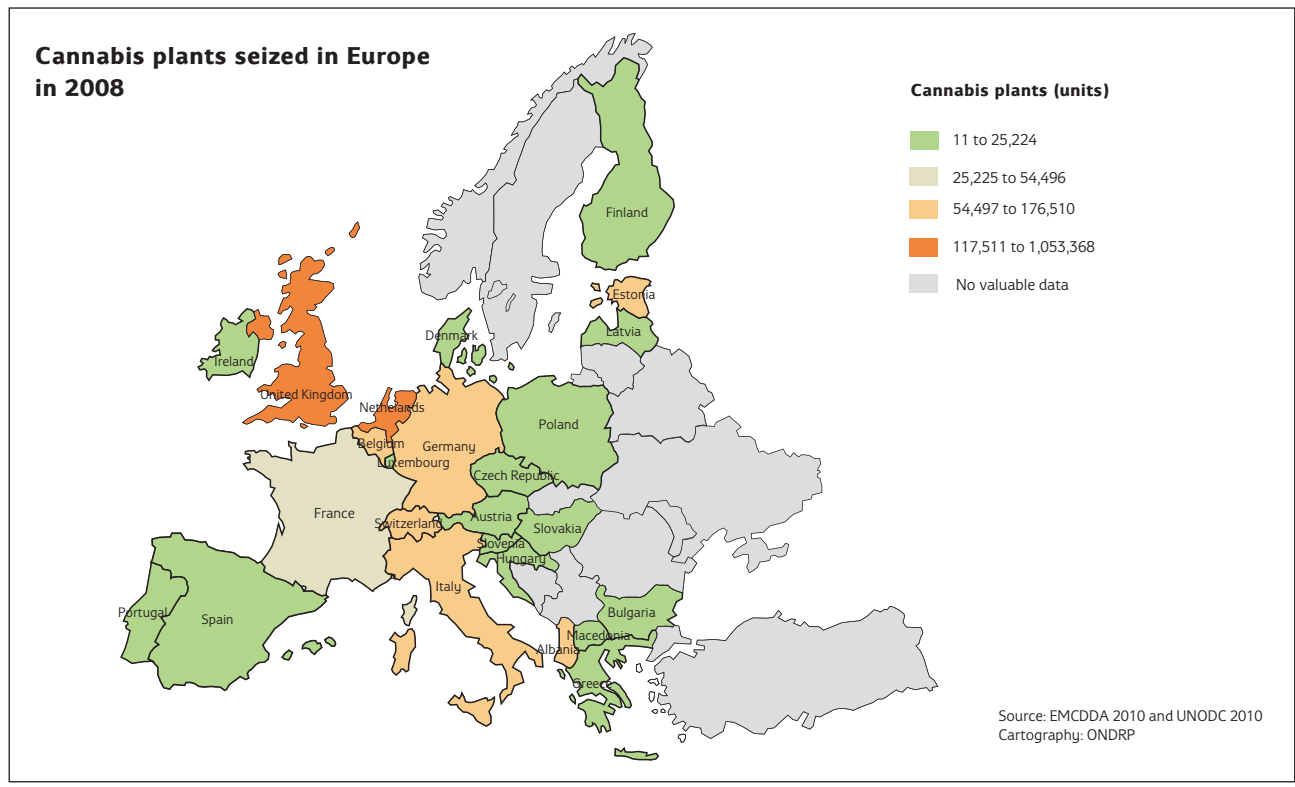 Cannabis plants seized in Europe
in 2008
Cannabis plants (units)
11 to 25,224
25,225 to 54,496
54,497 to 176,510
117,511 to 1,053,368
No valuable data
Finland
Estonia
Latvia
Denmark
Ireland
United Kingdom
Nethelands
Poland
Belgium
Germany
Luxembourg
Czech Republic
France
Switzerland
Austria
Slovakia
Slovenia
Hungary
Italy
Portugal
Spain
Bulgaria
Macedonia
Albania
Greece
Source: EMCDDA 2010 and UNODC 2010
Cartography: ONDRP